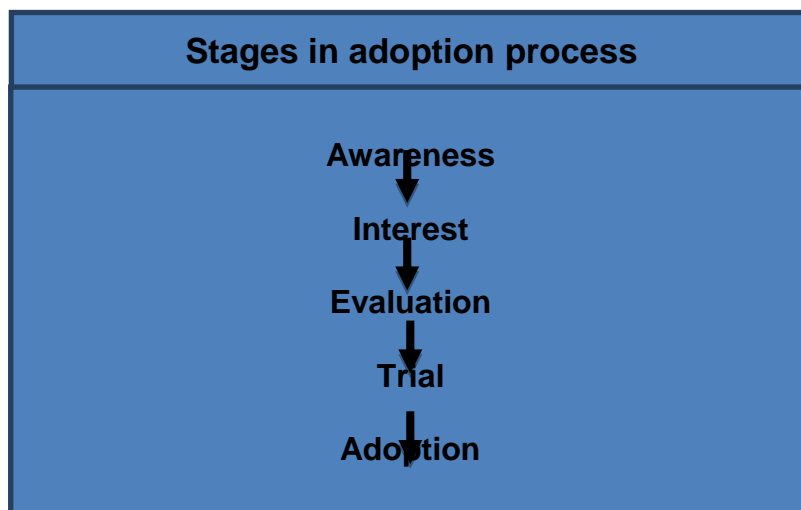 Stages in adoption process
Awareness
Interest
Evaluation
Trial
Adoption